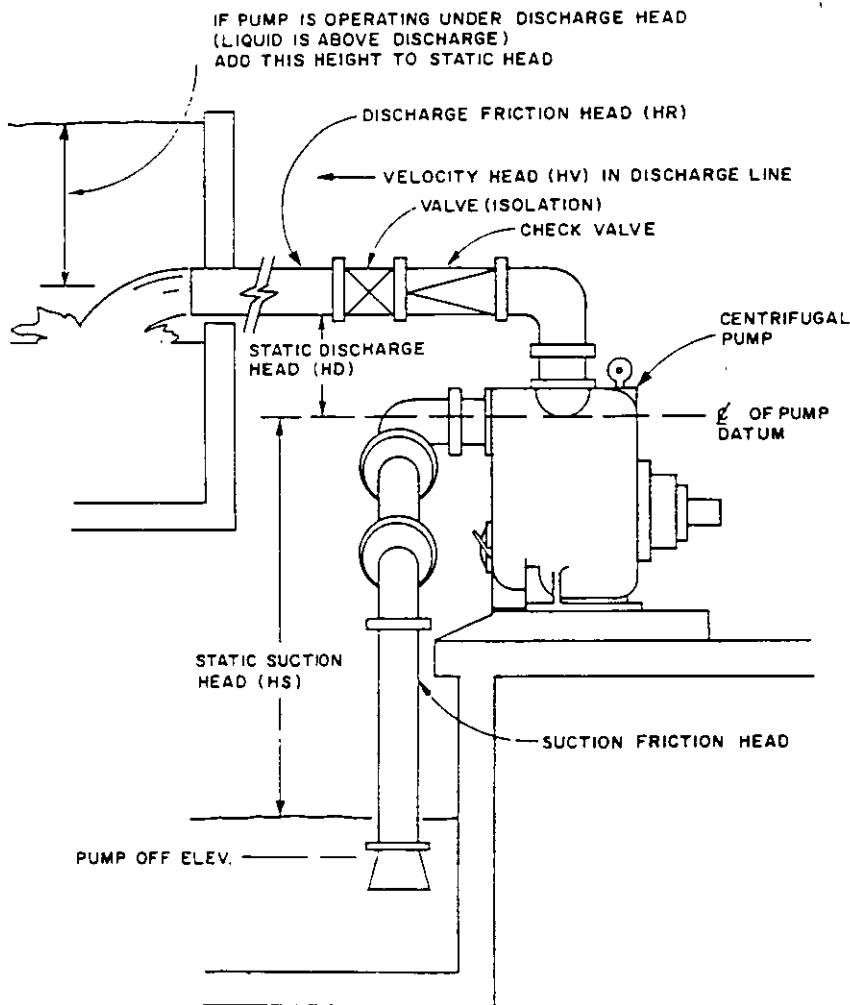 IF PUMP IS OPERATING UNDER DISCHARGE HEAD
(LIQUID IS ABOVE DISCHARGE)
ADD THIS HEIGHT TO STATIC HEAD
DISCHARGE FRICTION HEAD (HR)
VELOCITY HEAD (HV) IN DISCHARGE LINE
VALVE (ISOLATION)
CHECK VALVE
CENTRIFUGAL
PUMP
STATIC DISCHARGE
HEAD (HD)
℄ OF PUMP
DATUM
STATIC SUCTION
HEAD (HS)
SUCTION FRICTION HEAD
PUMP OFF ELEV.